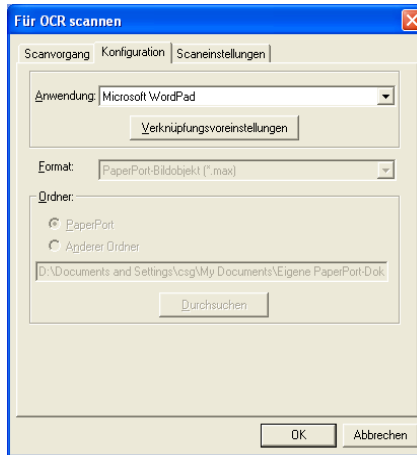 Für OCR scannen
Scanvorgang Konfiguration Scaneinstellungen
Anwendung: Microsoft WordPad
Verknüpfungsvoreinstellungen
Format: PaperPort-Bildobjekt (*.max)
Ordner:
PaperPort
Anderer Ordner
D:\Documents and Settings\csg\My Documents\Eigene PaperPort-Dok
Durchsuchen
OK Abbrechen